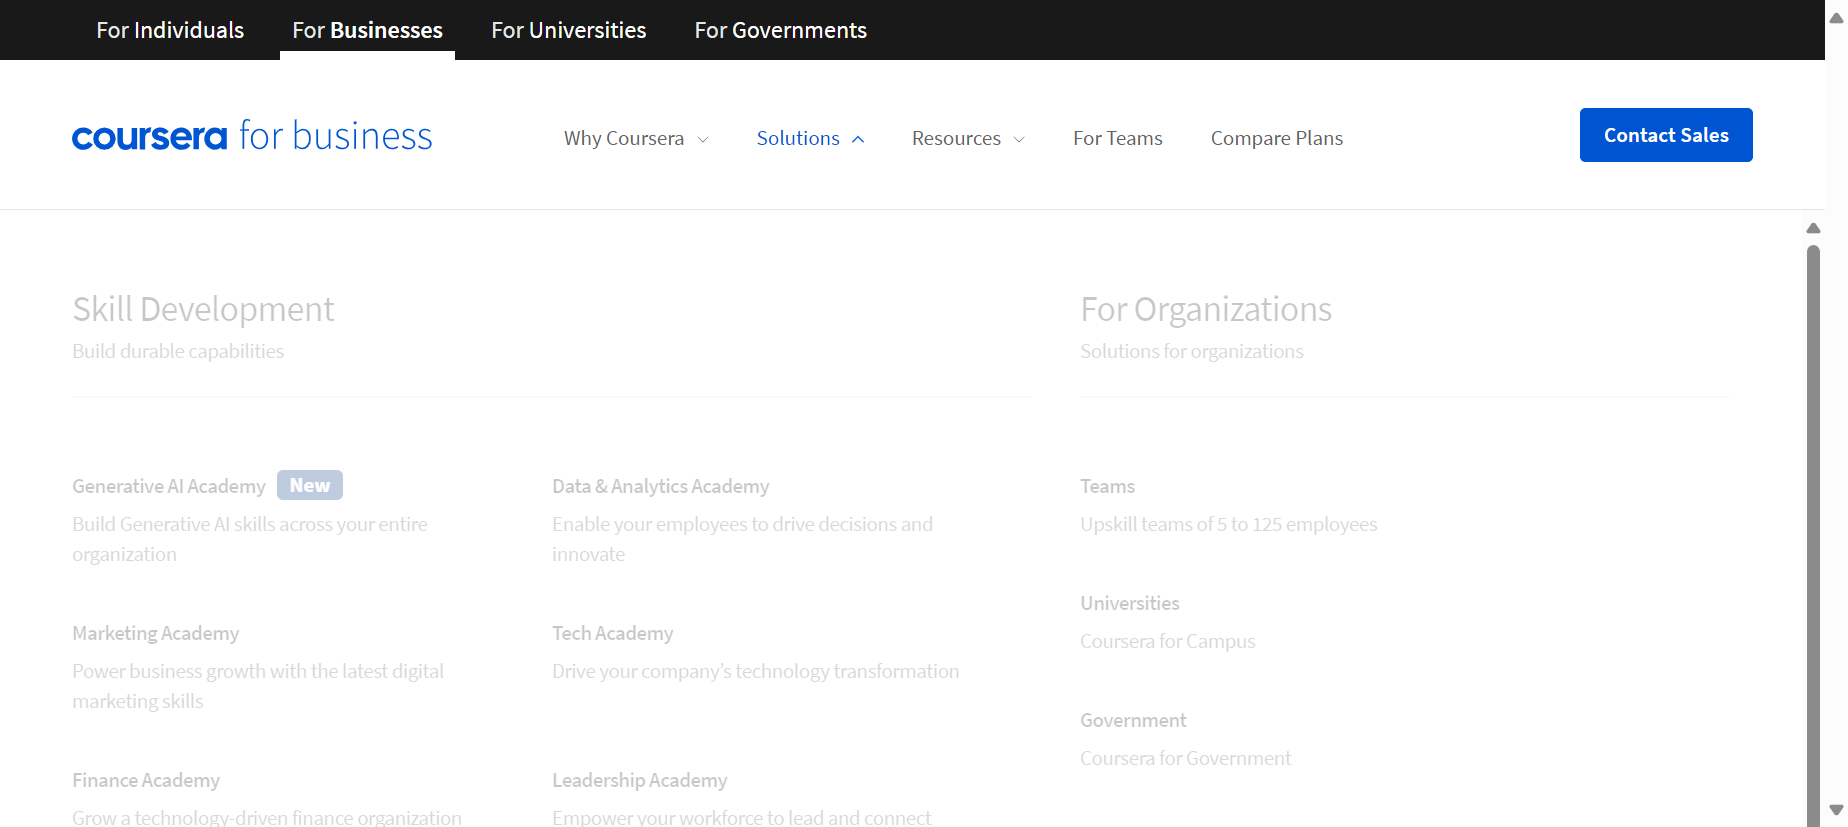 For Individuals
For Businesses
For Universities
For Governments
coursera for business
Why Coursera
Solutions
Resources
For Teams
Compare Plans
Contact Sales
Skill Development
Build durable capabilities
For Organizations
Solutions for organizations
Generative AI Academy New
Build Generative AI skills across your entire
organization
Data & Analytics Academy
Enable your employees to drive decisions and
innovate
Teams
Upskill teams of 5 to 125 employees
Universities
Coursera for Campus
Marketing Academy
Power business growth with the latest digital
marketing skills
Tech Academy
Drive your company’s technology transformation
Government
Coursera for Government
Finance Academy
Grow a technology-driven finance organization
Leadership Academy
Empower your workforce to lead and connect